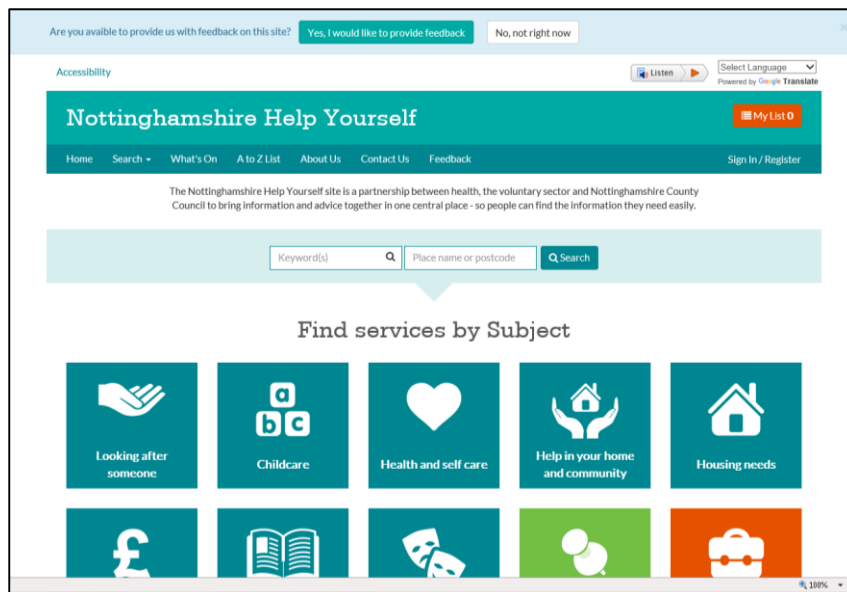 Are you avaible to provide us with feedback on this site? Yes, I would like to provide feedback No, not right now ×
Accessibility Listen Select Language
Powered by Google Translate
Nottinghamshire Help Yourself My List 0
Home Search What's On A to Z List About Us Contact Us Feedback Sign In / Register
The Nottinghamshire Help Yourself site is a partnership between health, the voluntary sector and Nottinghamshire County
Council to bring information and advice together in one central place - so people can find the information they need easily.
Keyword(s) Place name or postcode Search
Find services by Subject
a
b c
Looking after
someone
Childcare
Health and self care
Help in your home
and community
Housing needs
£
100%